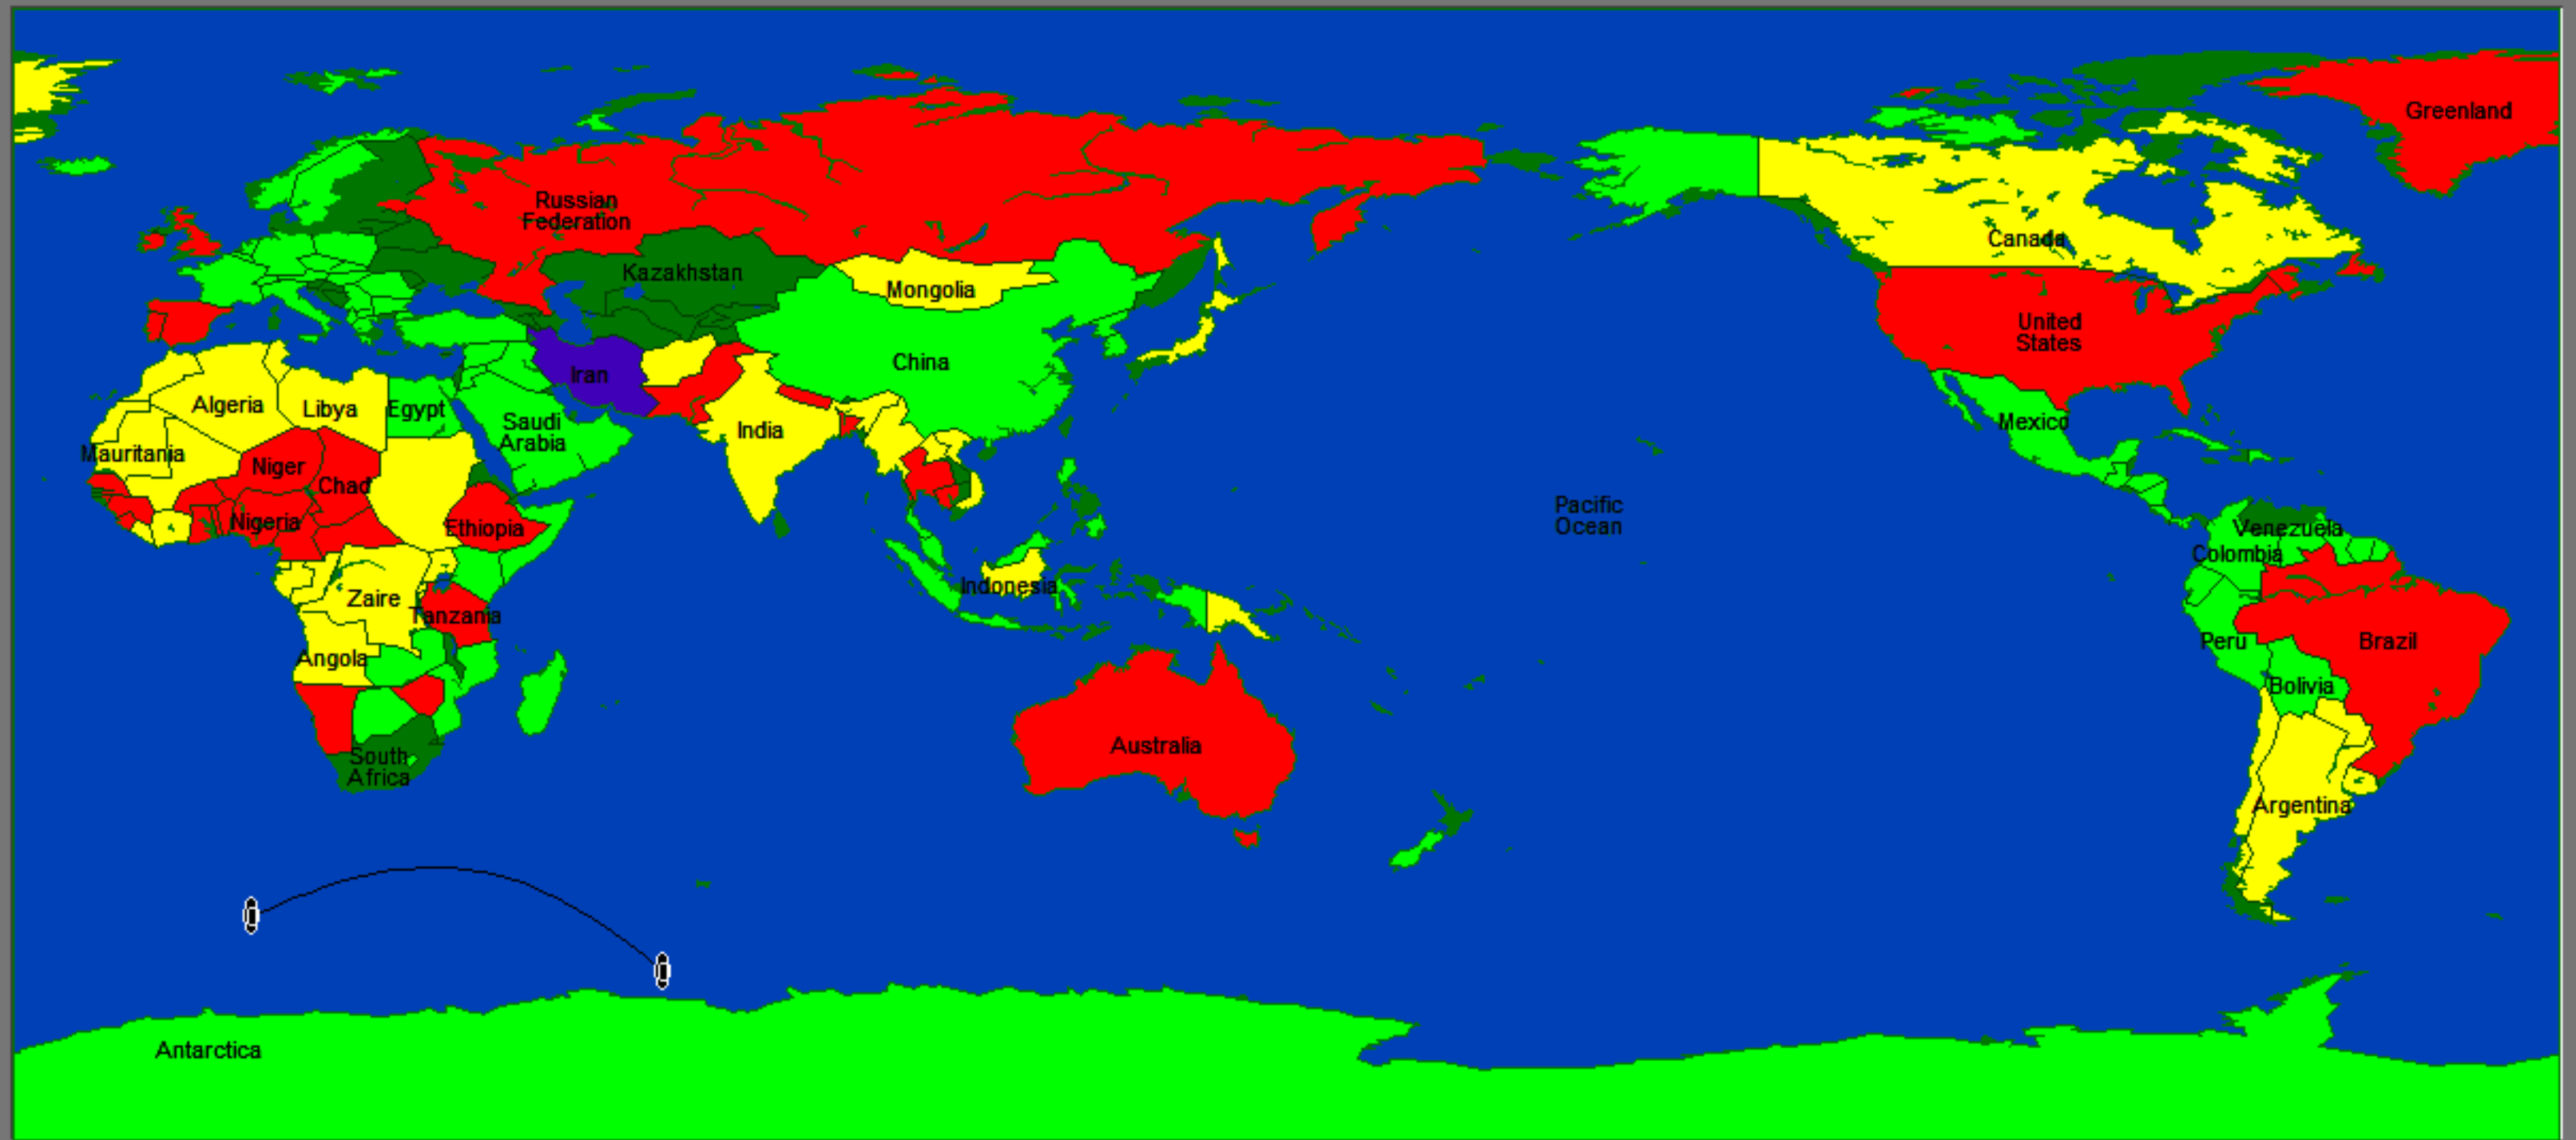 Greenland
Russian
Federation
Canada
Kazakhstan
Mongolia
United
States
China
Iran
Algeria
Libya
Egypt
Saudi
Arabia
India
Mexico
Mauritania
Niger
Chad
Nigeria
Ethiopia
Pacific
Ocean
Venezuela
Colombia
Indonesia
Zaire
Tanzania
Peru
Brazil
Angola
Bolivia
Australia
South
Africa
Argentina
Antarctica